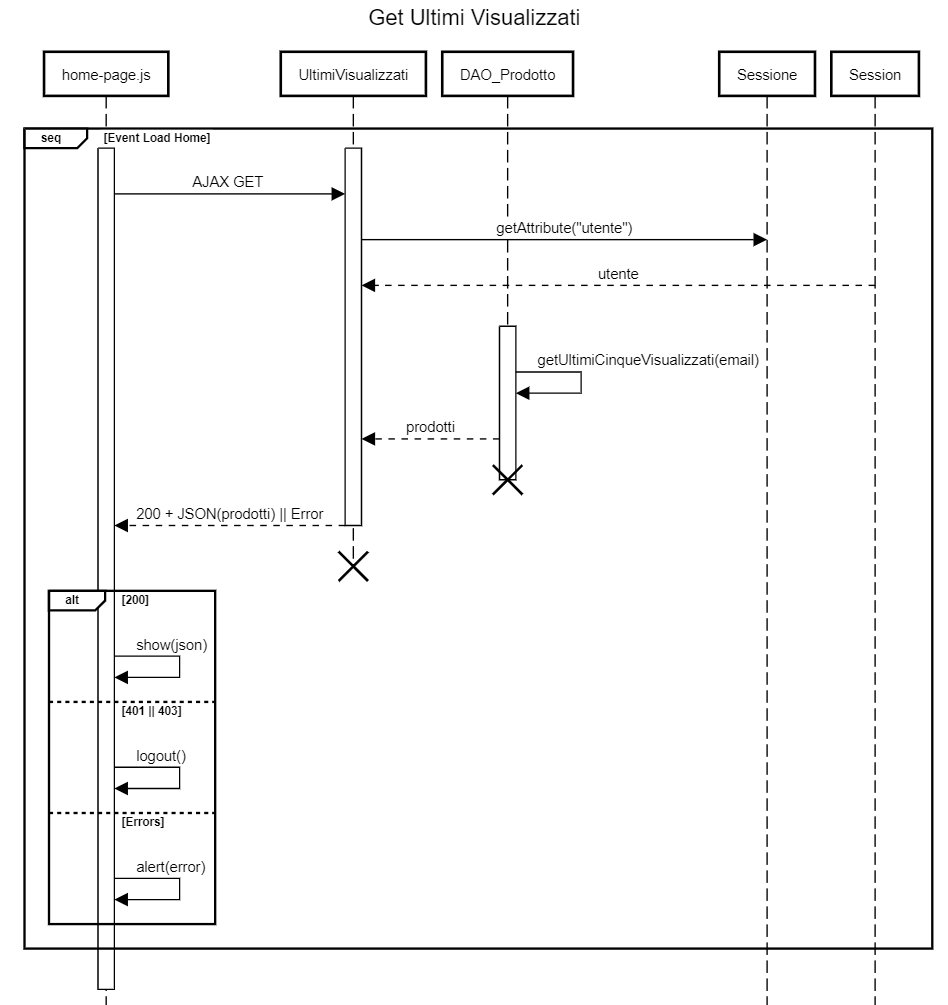 Get Ultimi Visualizzati
home-page.js
UltimiVisualizzati
DAO_Prodotto
Sessione
Session
seq
[Event Load Home]
AJAX GET
getAttribute("utente")
utente
getUltimiCinqueVisualizzati(email)
prodotti
200 + JSON(prodotti) || Error
alt
[200]
show(json)
[401 || 403]
logout()
[Errors]
alert(error)